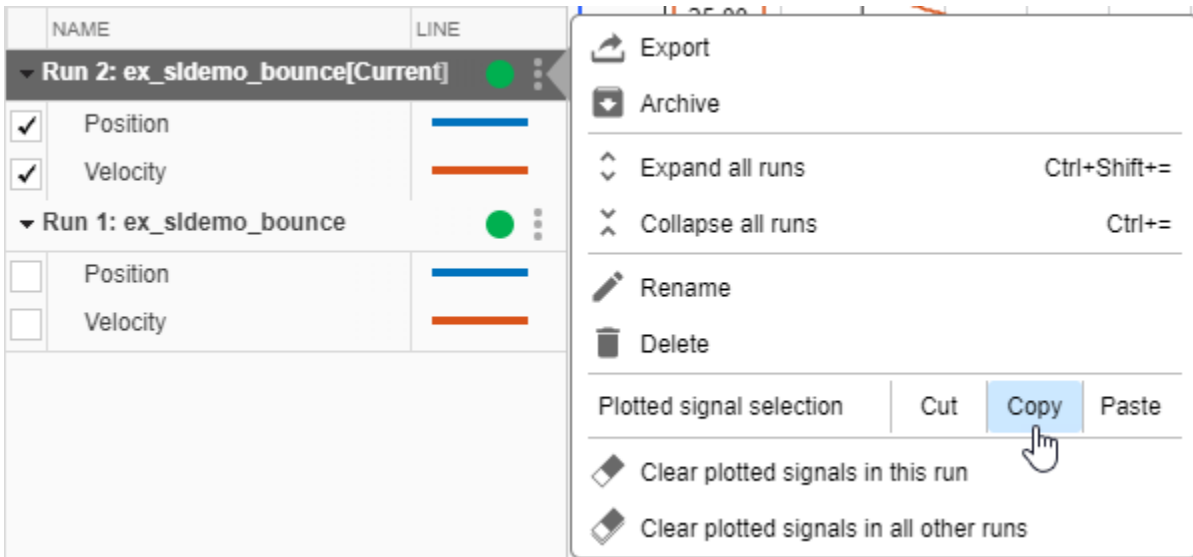 NAME LINE
Run 2: ex_sldemo_bounce[Current]
Position
Velocity
Run 1: ex_sldemo_bounce
Position
Velocity
Export
Archive
Expand all runs Ctrl+Shift+=
Collapse all runs Ctrl+=
Rename
Delete
Plotted signal selection Cut Copy Paste
Clear plotted signals in this run
Clear plotted signals in all other runs